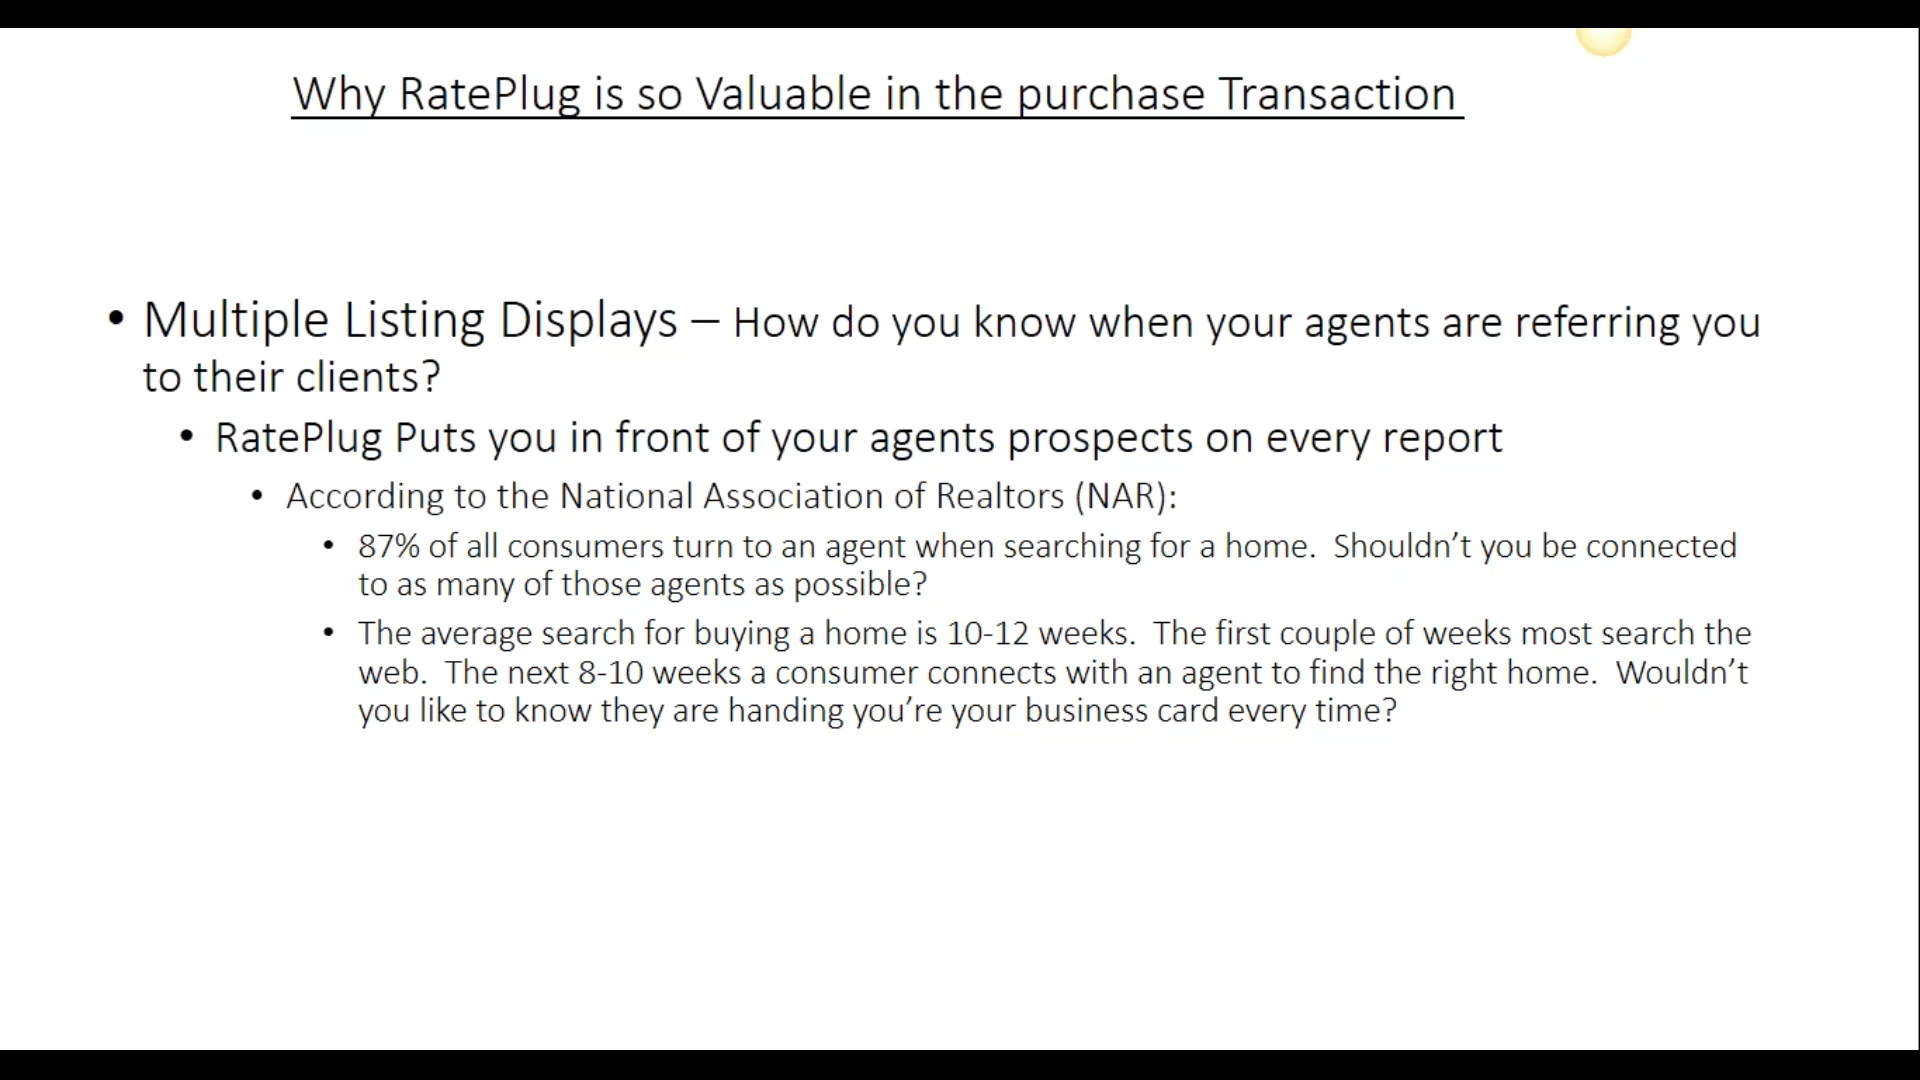 Why RatePlug is so Valuable in the purchase Transaction
• Multiple Listing Displays – How do you know when your agents are referring you
to their clients?
• RatePlug Puts you in front of your agents prospects on every report
• According to the National Association of Realtors (NAR):
• 87% of all consumers turn to an agent when searching for a home.  Shouldn’t you be connected
to as many of those agents as possible?
• The average search for buying a home is 10-12 weeks.  The first couple of weeks most search the
web.  The next 8-10 weeks a consumer connects with an agent to find the right home.  Wouldn’t
you like to know they are handing you’re your business card every time?